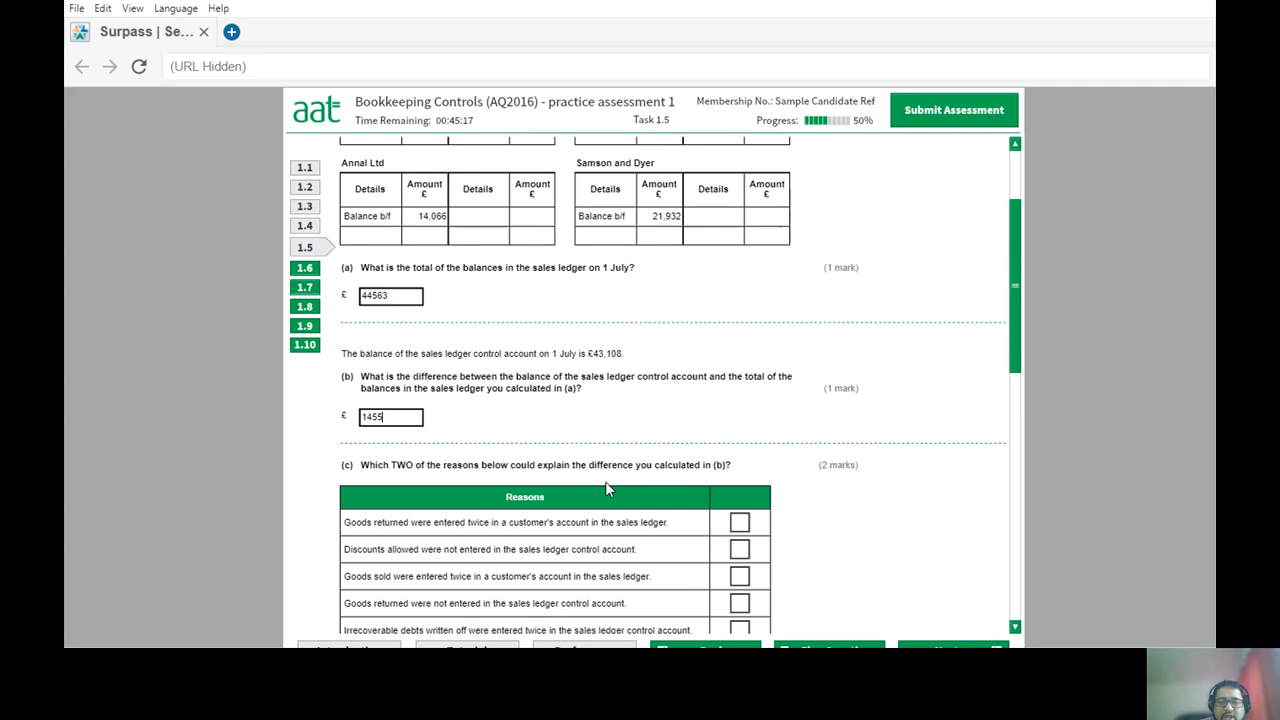 File Edit View Language Help
Surpass | Se...
(URL Hidden)
aat
Bookkeeping Controls (AQ2016) - practice assessment 1
Membership No.: Sample Candidate Ref
Submit Assessment
Time Remaining: 00:45:17
Task 1.5
Progress: 50%
1.1
1.2
1.3
1.4
1.5
1.6
1.7
1.8
1.9
1.10
Annal Ltd
Details Amount £ Details Amount £
Balance b/f 14,066
Samson and Dyer
Details Amount £ Details Amount £
Balance b/f 21,932
(a) What is the total of the balances in the sales ledger on 1 July? (1 mark)
£ 44563
The balance of the sales ledger control account on 1 July is £43,108.
(b) What is the difference between the balance of the sales ledger control account and the total of the
balances in the sales ledger you calculated in (a)? (1 mark)
£ 1455
(c) Which TWO of the reasons below could explain the difference you calculated in (b)? (2 marks)
Reasons
Goods returned were entered twice in a customer's account in the sales ledger.
Discounts allowed were not entered in the sales ledger control account.
Goods sold were entered twice in a customer's account in the sales ledger.
Goods returned were not entered in the sales ledger control account.
Irrecoverable debts written off were entered twice in the sales ledger control account.